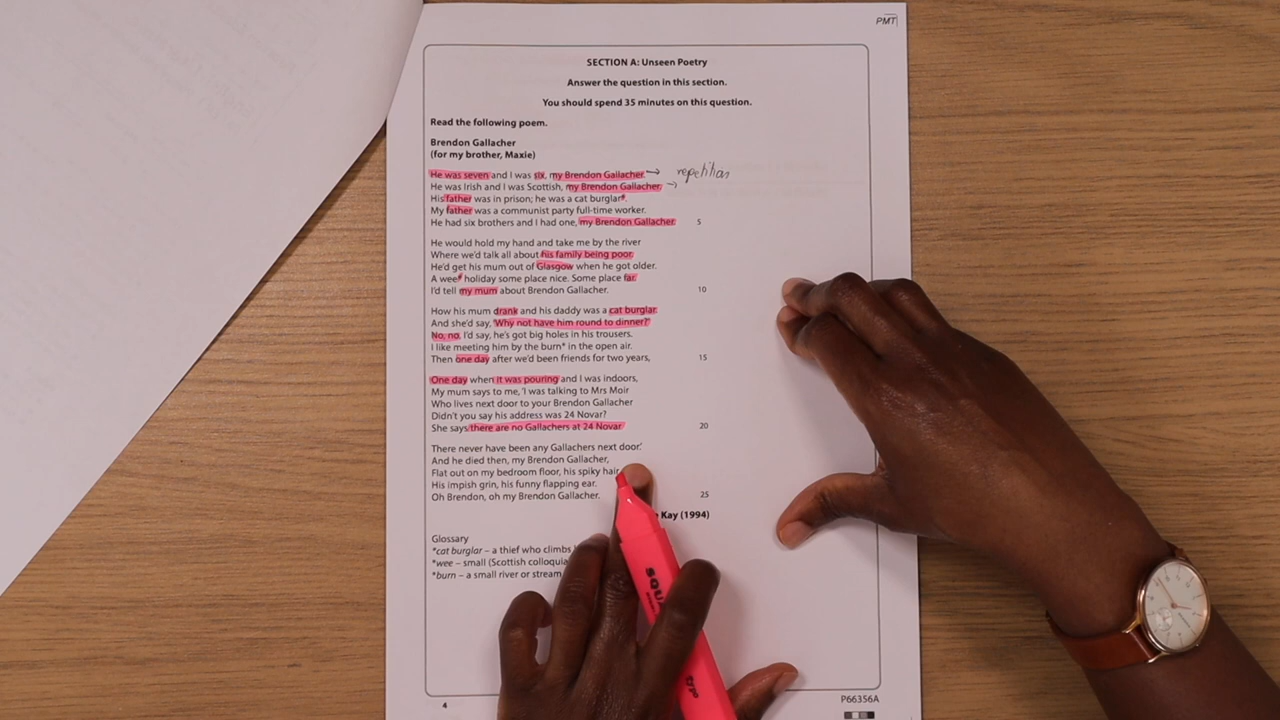 PMT
SECTION A: Unseen Poetry
Answer the question in this section.
You should spend 35 minutes on this question.
Read the following poem.
Brendon Gallacher
(for my brother, Maxie)
He was seven and I was six, my Brendon Gallacher. → repetition
He was Irish and I was Scottish, my Brendon Gallacher. →
His father was in prison; he was a cat burglar*.
My father was a communist party full-time worker.
He had six brothers and I had one, my Brendon Gallacher. 5
He would hold my hand and take me by the river
Where we'd talk all about his family being poor.
He'd get his mum out of Glasgow when he got older.
A wee* holiday some place nice. Some place far.
I'd tell my mum about Brendon Gallacher. 10
How his mum drank and his daddy was a cat burglar.
And she'd say, 'Why not have him round to dinner?'
No, no, I'd say, he's got big holes in his trousers.
I like meeting him by the burn* in the open air.
Then one day after we'd been friends for two years, 15
One day when it was pouring and I was indoors,
My mum says to me, 'I was talking to Mrs Moir
Who lives next door to your Brendon Gallacher
Didn't you say his address was 24 Novar?
She says there are no Gallachers at 24 Novar 20
There never have been any Gallachers next door.'
And he died then, my Brendon Gallacher,
Flat out on my bedroom floor, his spiky hair,
His impish grin, his funny flapping ear.
Oh Brendon, oh my Brendon Gallacher. 25
Kay (1994)
Glossary
*cat burglar – a thief who climbs
*wee – small (Scottish colloquia
*burn – a small river or stream
4
P66356A